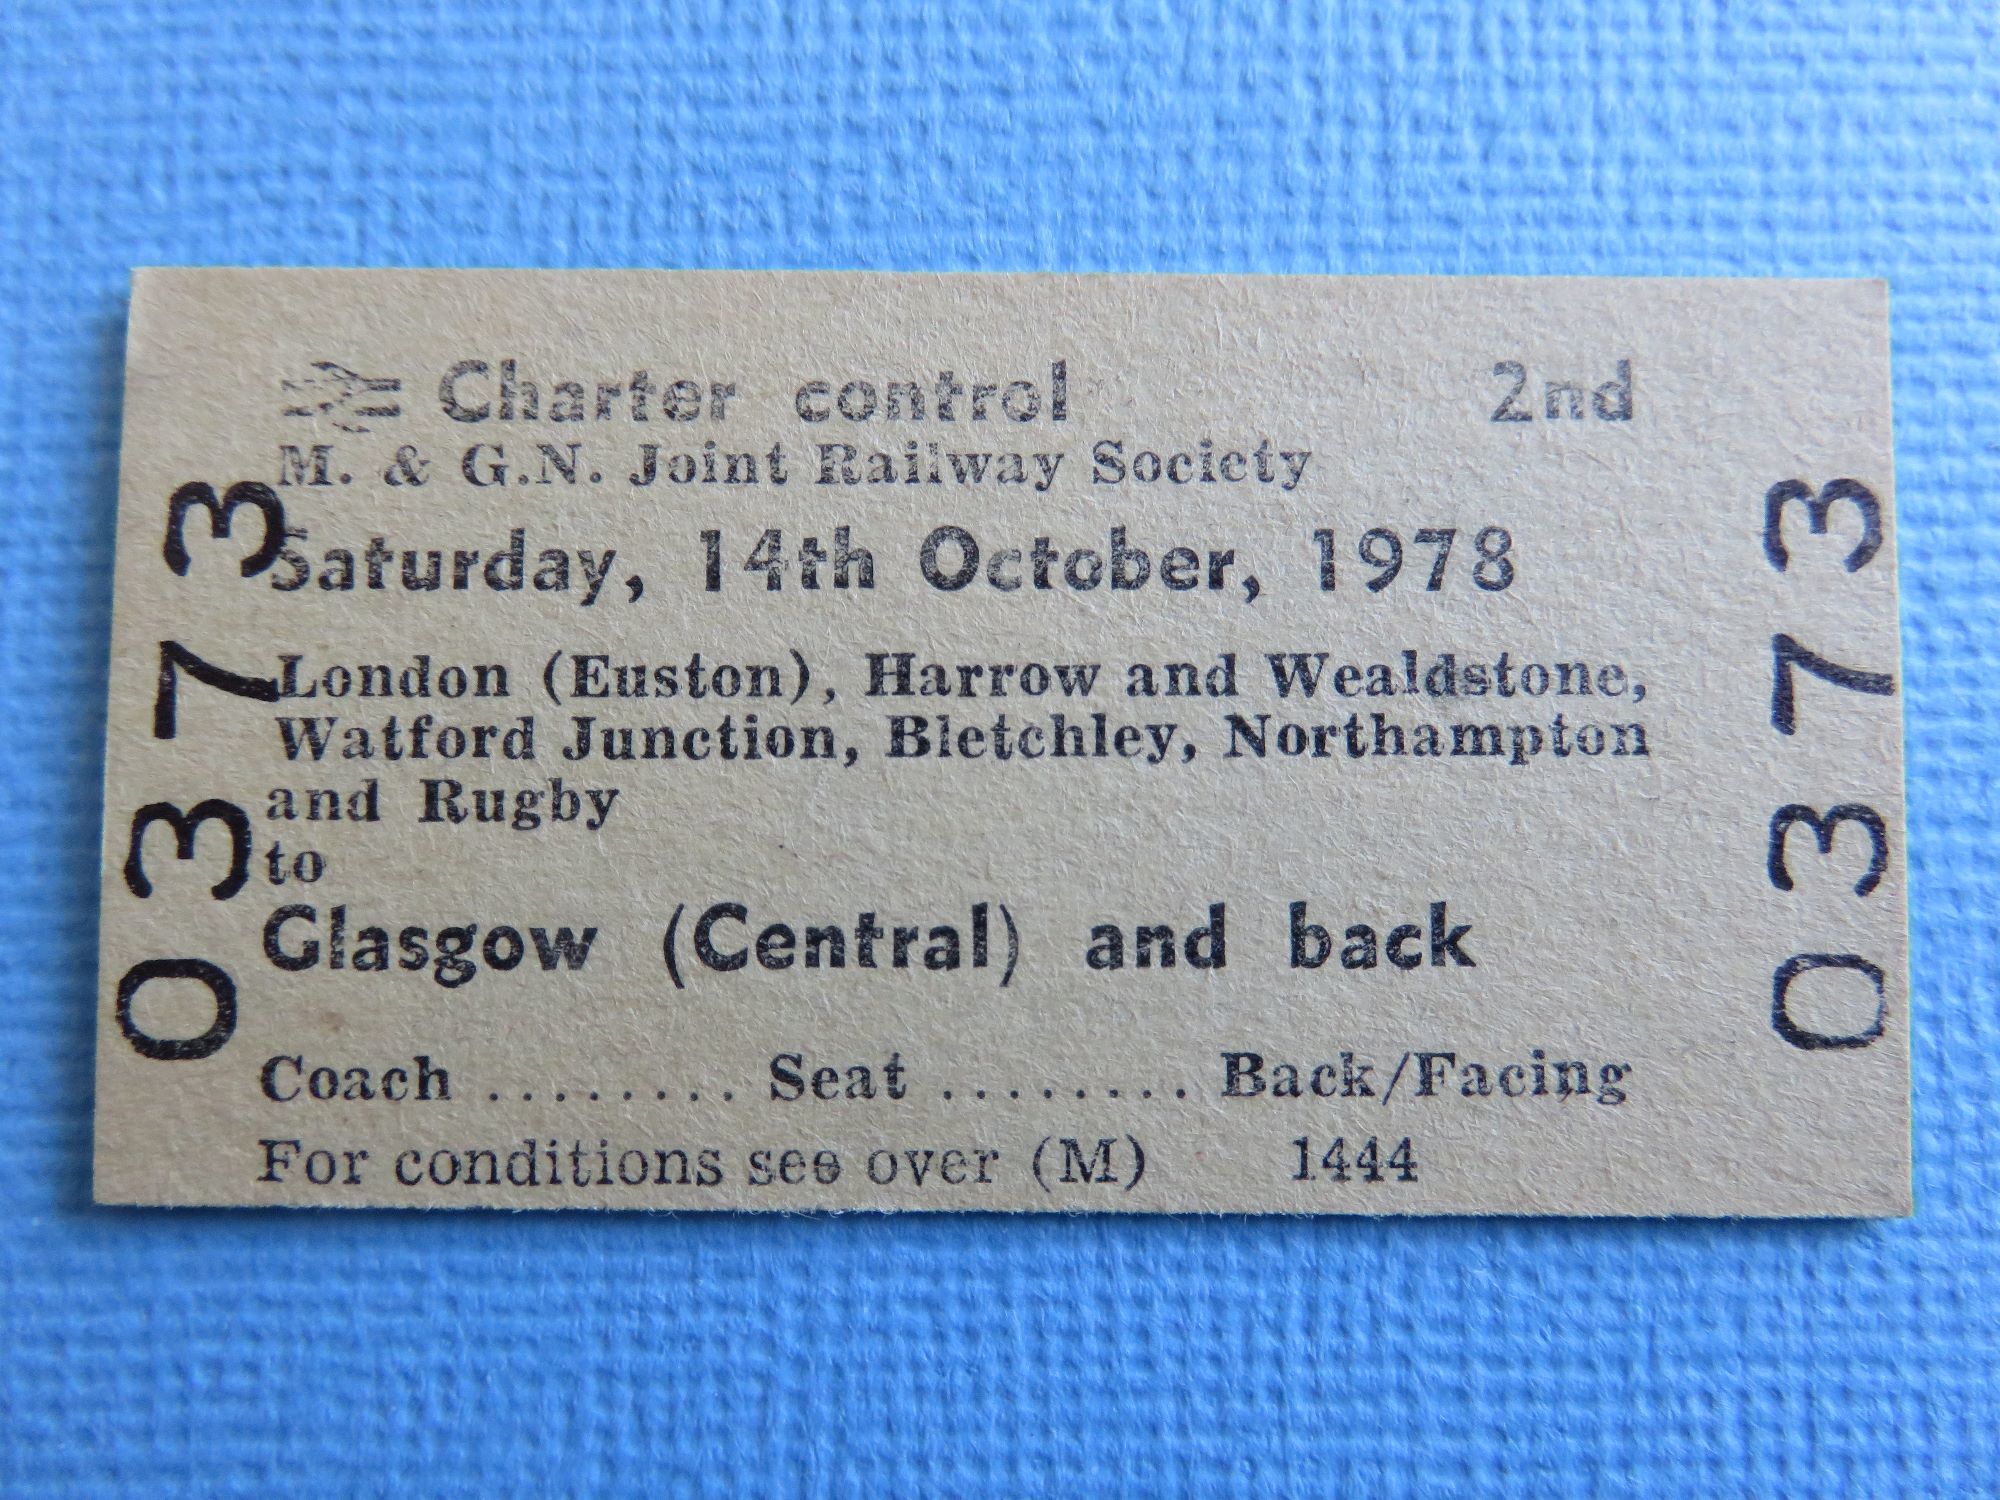 Charter control 2nd
M. & G.N. Joint Railway Society
Saturday, 14th October, 1978
London (Euston), Harrow and Wealdstone,
Watford Junction, Bletchley, Northampton
and Rugby
to
Glasgow (Central) and back
Coach ........ Seat ........ Back/Facing
For conditions see over (M) 1444
0373
0373